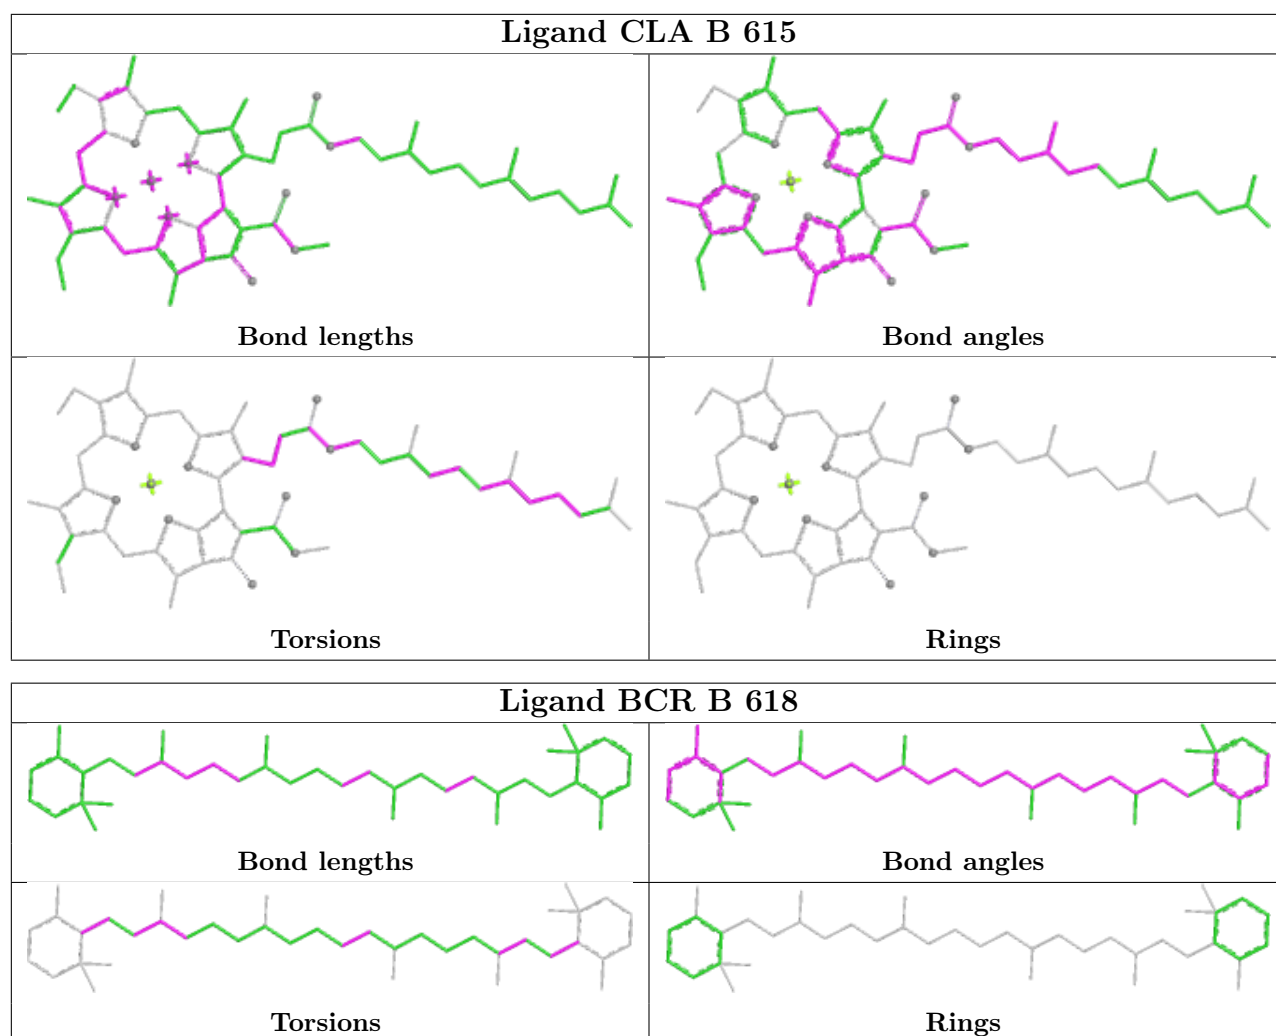 Ligand CLA B 615
Bond lengths
Bond angles
Torsions
Rings
Ligand BCR B 618
Bond lengths
Bond angles
Torsions
Rings